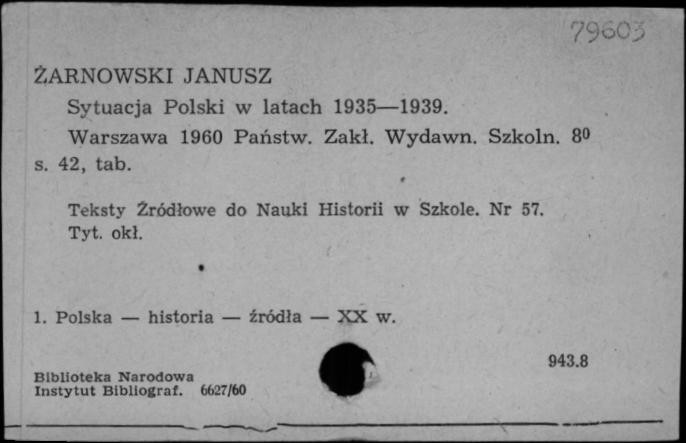 79603
ŻARNOWSKI JANUSZ
Sytuacja Polski w latach 1935—1939.
Warszawa 1960 Państw. Zakł. Wydawn. Szkoln. 8⁰
s. 42, tab.
Teksty Źródłowe do Nauki Historii w Szkole. Nr 57.
Tyt. okł.
1. Polska — historia — źródła — XX w.
943.8
Biblioteka Narodowa
Instytut Bibliograf. 6627/60